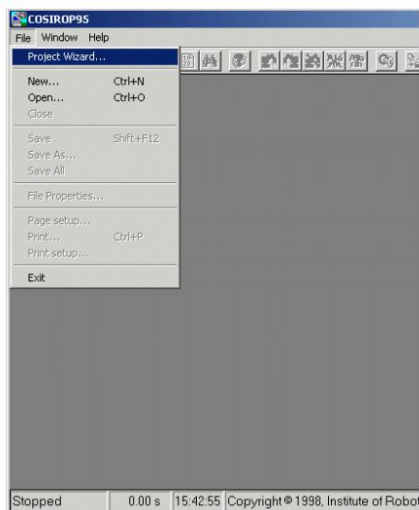 COSIROP95
File Window Help
Project Wizard...
New... Ctrl+N
Open... Ctrl+O
Close
Save Shift+F12
Save As...
Save All
File Properties...
Page setup...
Print... Ctrl+P
Print setup...
Exit
Stopped 0.00 s 15:42:55 Copyright © 1998, Institute of Robot